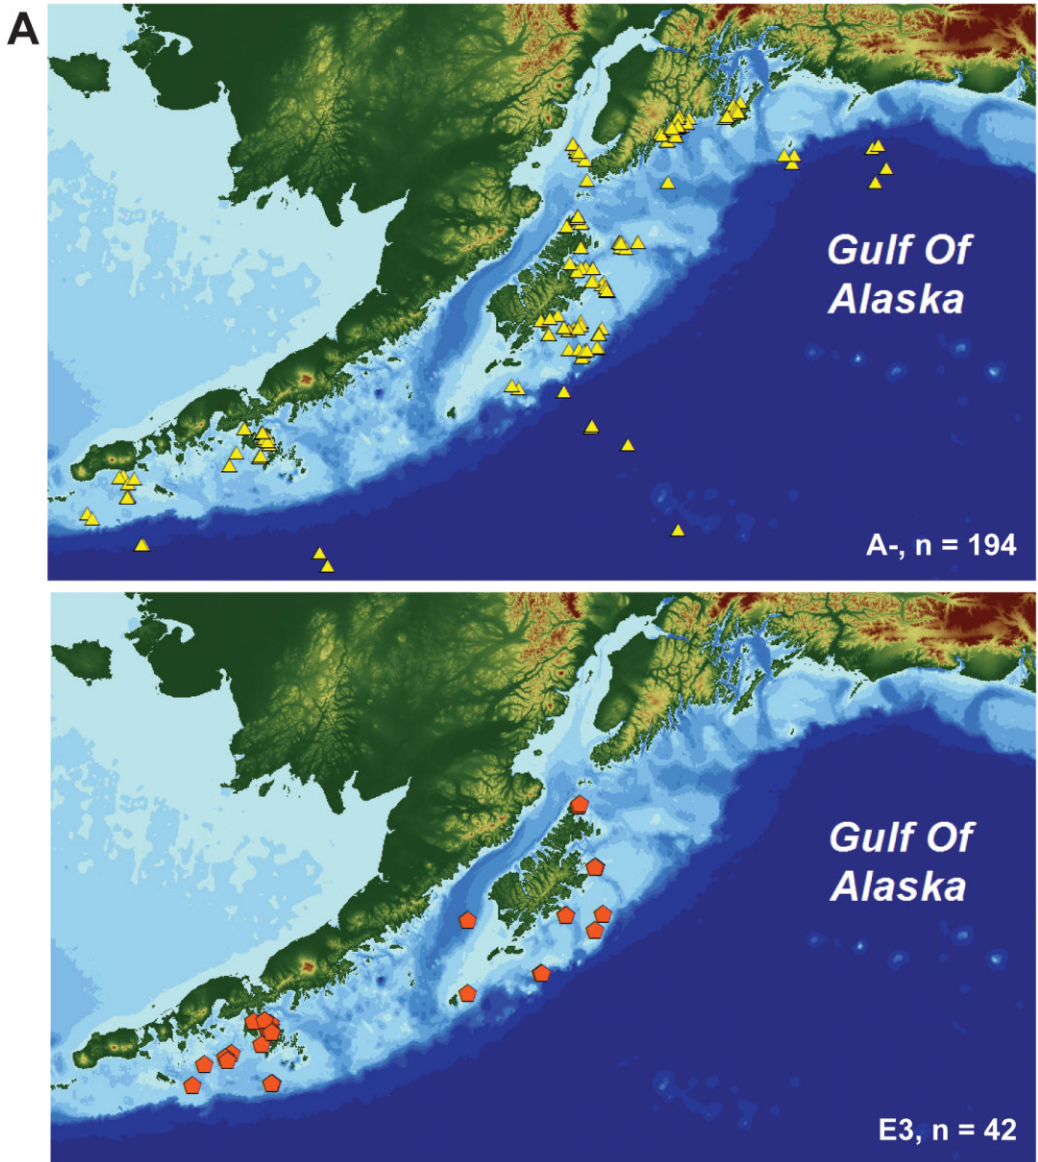 A
Gulf Of
Alaska
A-, n = 194
Gulf Of
Alaska
E3, n = 42